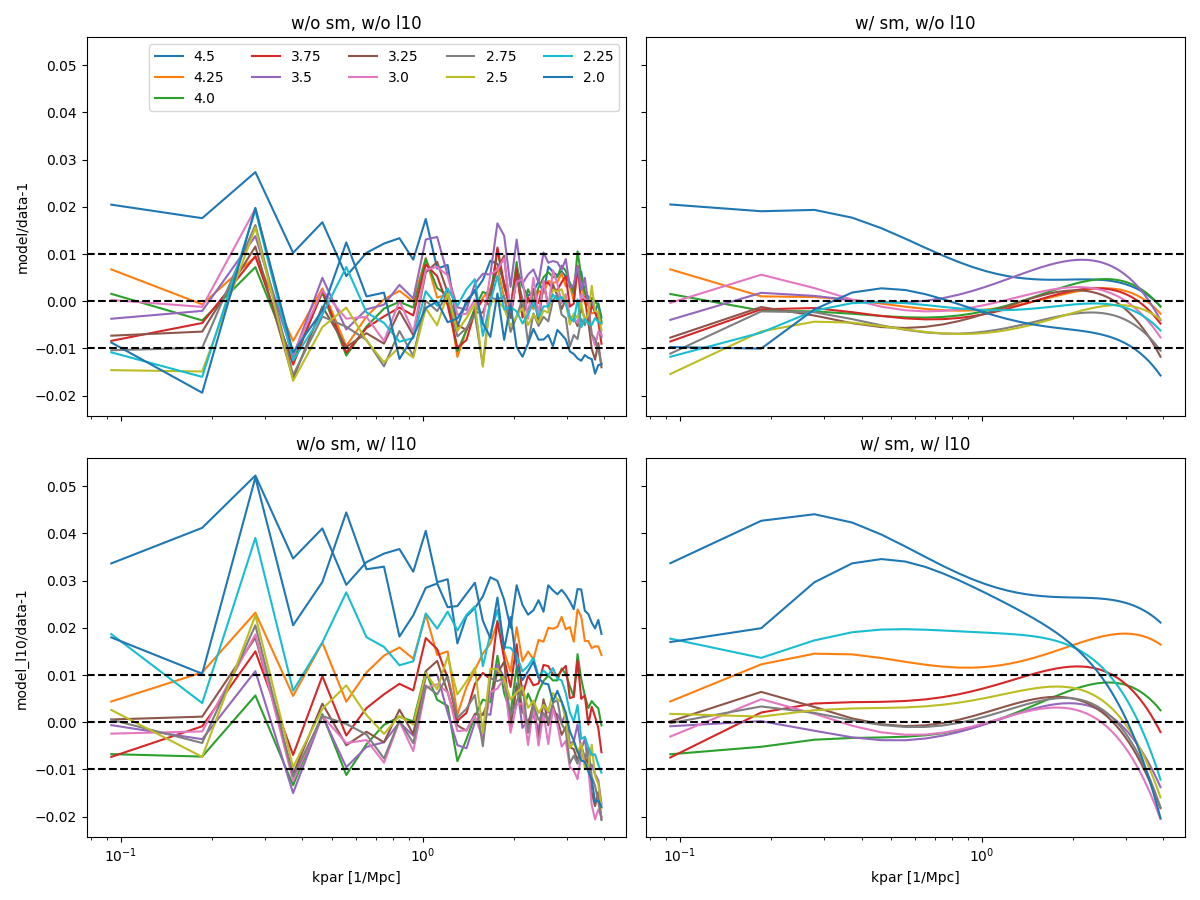 w/o sm, w/o l10
w/ sm, w/o l10
4.5 3.75 3.25 2.75 2.25
4.25 3.5 3.0 2.5 2.0
4.0
0.05
0.04
0.03
0.02
0.01
0.00
−0.01
−0.02
model/data-1
w/o sm, w/ l10
w/ sm, w/ l10
0.05
0.04
0.03
0.02
0.01
0.00
−0.01
−0.02
model_l10/data-1
10⁻¹ 10⁰
10⁻¹ 10⁰
kpar [1/Mpc]
kpar [1/Mpc]